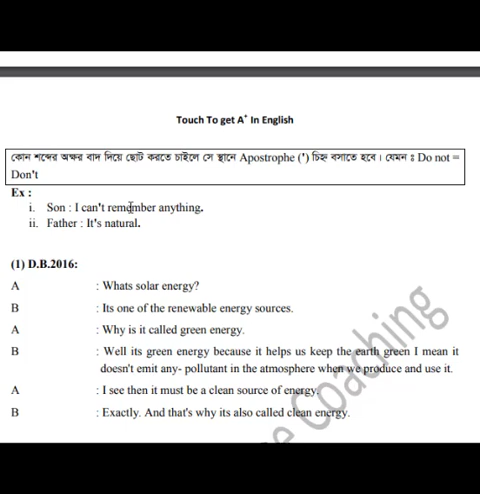 Touch To get A+ In English
কোন শব্দের অক্ষর বাদ দিয়ে ছোট করতে চাইলে সে স্থানে Apostrophe (') চিহ্ন বসাতে হবে। যেমন ঃ Do not =
Don't
Ex :
i. Son : I can't remember anything.
ii. Father : It's natural.
(1) D.B.2016:
A : Whats solar energy?
B : Its one of the renewable energy sources.
A : Why is it called green energy.
B : Well its green energy because it helps us keep the earth green I mean it
doesn't emit any- pollutant in the atmosphere when we produce and use it.
A : I see then it must be a clean source of energy.
B : Exactly. And that's why its also called clean energy.
Coaching